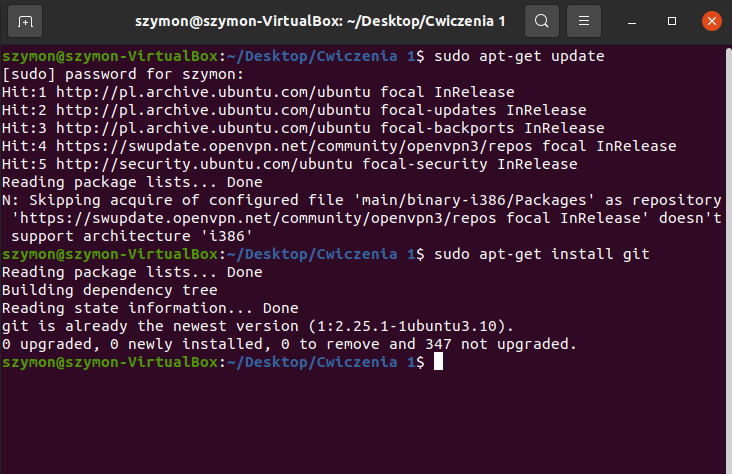 szymon@szymon-VirtualBox: ~/Desktop/Cwiczenia 1
szymon@szymon-VirtualBox:~/Desktop/Cwiczenia 1$ sudo apt-get update
[sudo] password for szymon:
Hit:1 http://pl.archive.ubuntu.com/ubuntu focal InRelease
Hit:2 http://pl.archive.ubuntu.com/ubuntu focal-updates InRelease
Hit:3 http://pl.archive.ubuntu.com/ubuntu focal-backports InRelease
Hit:4 https://swupdate.openvpn.net/community/openvpn3/repos focal InRelease
Hit:5 http://security.ubuntu.com/ubuntu focal-security InRelease
Reading package lists... Done
N: Skipping acquire of configured file 'main/binary-i386/Packages' as repository
'https://swupdate.openvpn.net/community/openvpn3/repos focal InRelease' doesn't
support architecture 'i386'
szymon@szymon-VirtualBox:~/Desktop/Cwiczenia 1$ sudo apt-get install git
Reading package lists... Done
Building dependency tree
Reading state information... Done
git is already the newest version (1:2.25.1-1ubuntu3.10).
0 upgraded, 0 newly installed, 0 to remove and 347 not upgraded.
szymon@szymon-VirtualBox:~/Desktop/Cwiczenia 1$